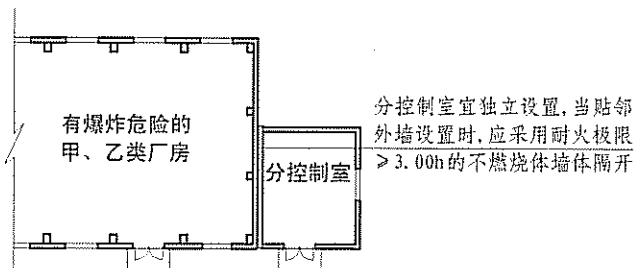 有爆炸危险的
甲、乙类厂房
分控制室
分控制室宜独立设置,当贴邻
外墙设置时,应采用耐火极限
≥3.00h的不燃烧体墙体隔开